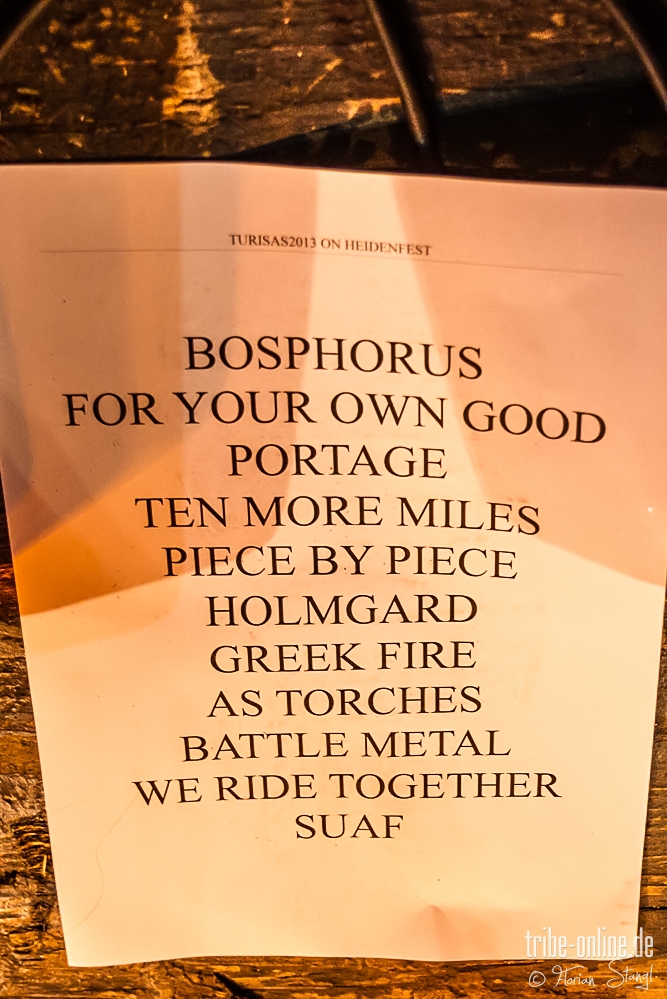 TURISAS2013 ON HEIDENFEST
BOSPHORUS
FOR YOUR OWN GOOD
PORTAGE
TEN MORE MILES
PIECE BY PIECE
HOLMGARD
GREEK FIRE
AS TORCHES
BATTLE METAL
WE RIDE TOGETHER
SUAF
tribe-online.de
© Florian Stangl